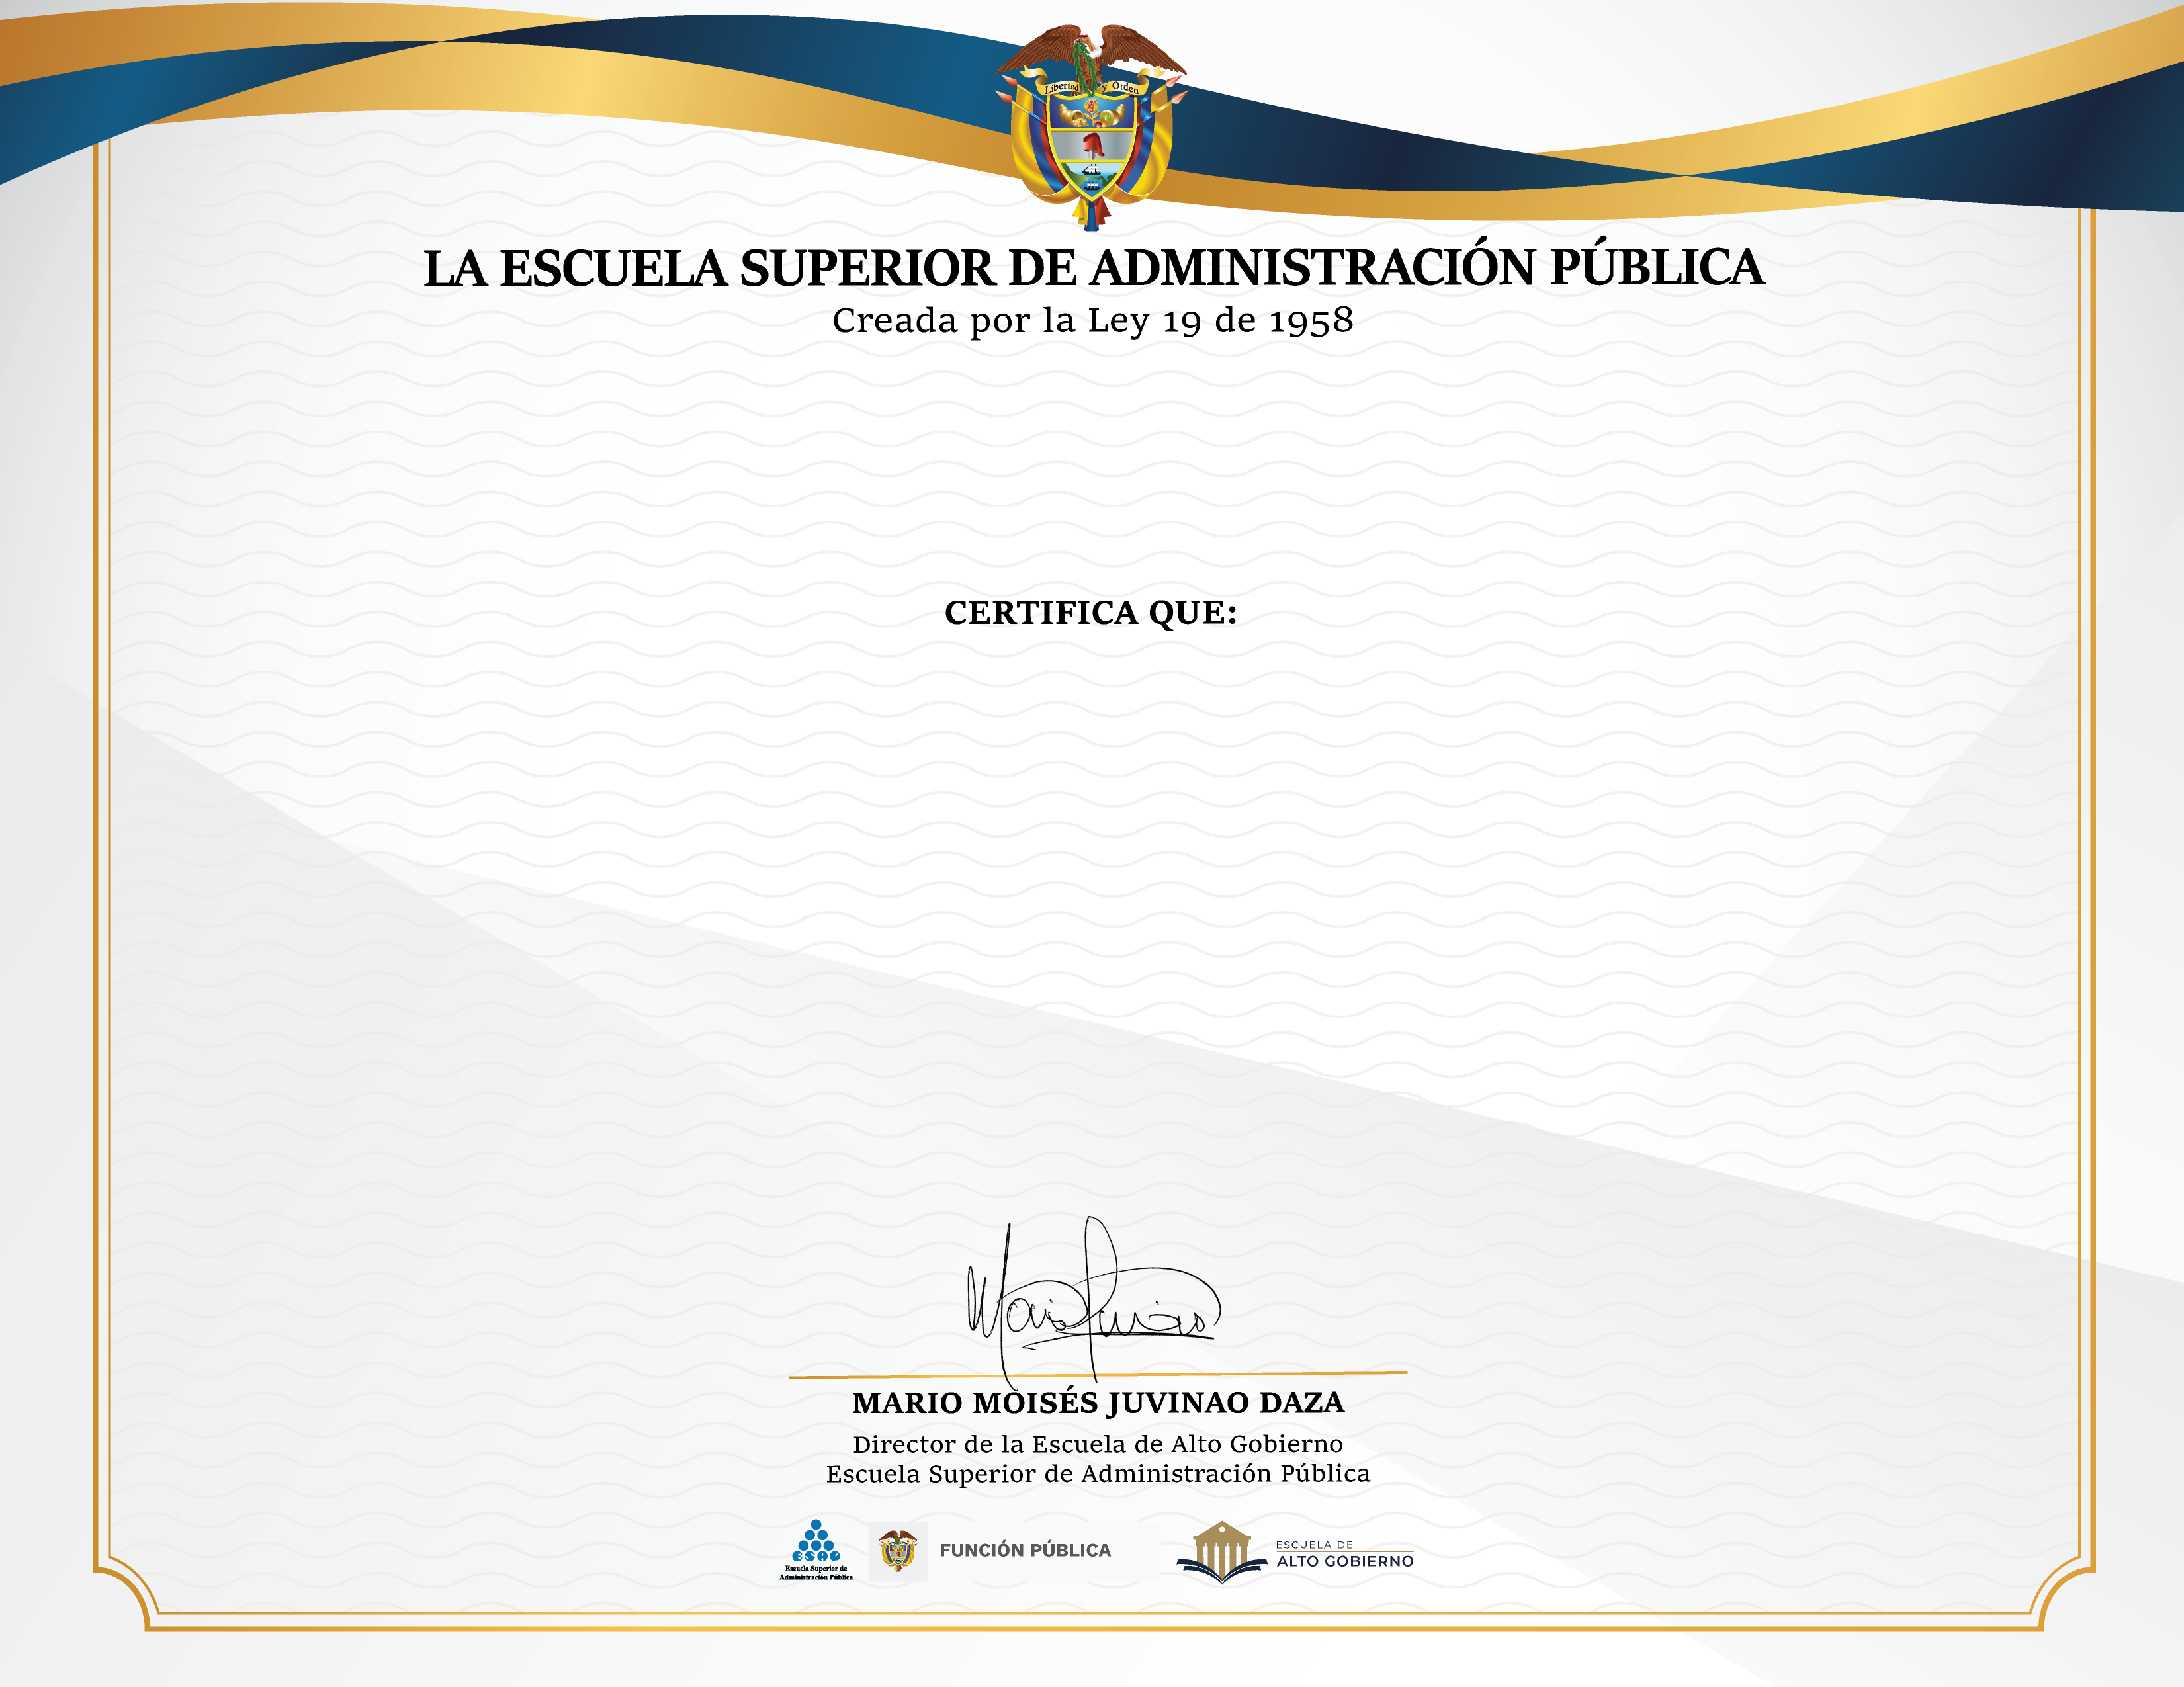 Libertad y Orden
LA ESCUELA SUPERIOR DE ADMINISTRACIÓN PÚBLICA
Creada por la Ley 19 de 1958
CERTIFICA QUE:
MARIO MOISÉS JUVINAO DAZA
Director de la Escuela de Alto Gobierno
Escuela Superior de Administración Pública
esap
Escuela Superior de
Administración Pública
FUNCIÓN PÚBLICA
ESCUELA DE
ALTO GOBIERNO